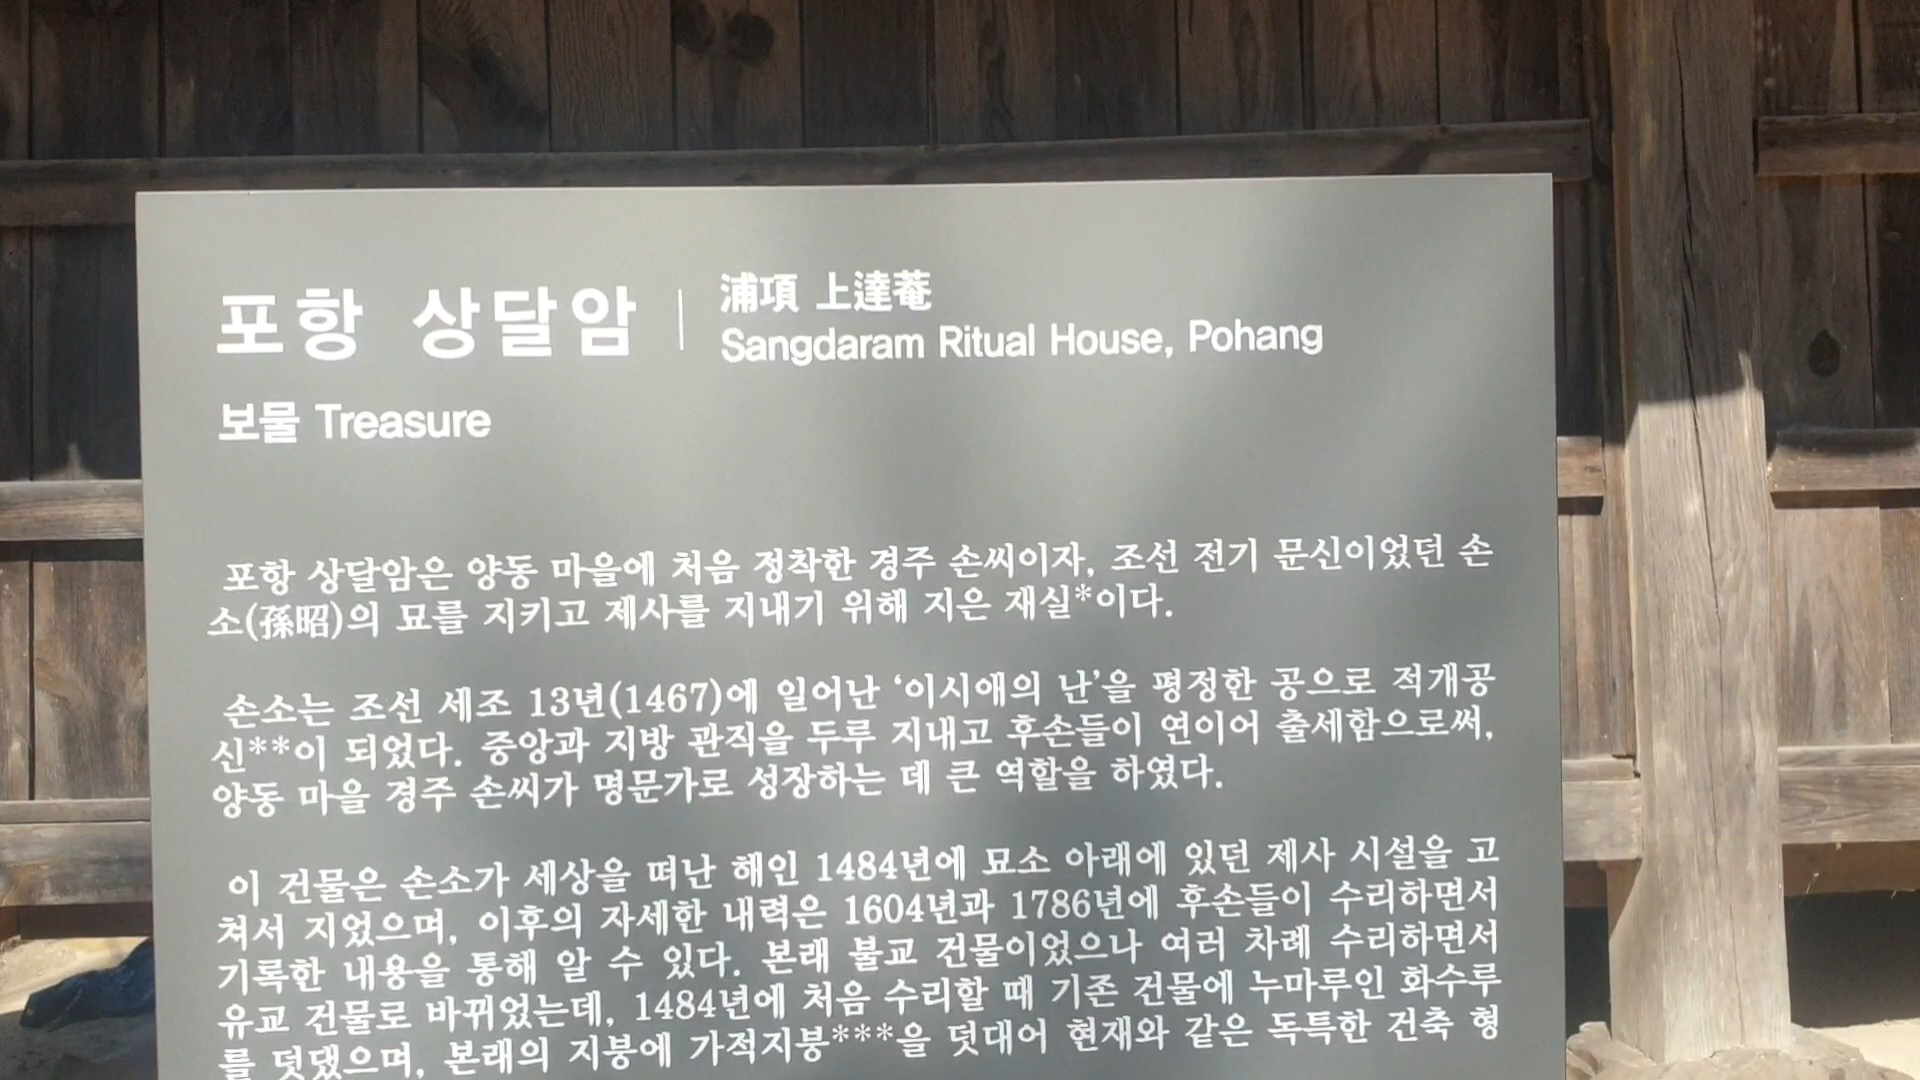 포항 상달암
浦項 上達菴
Sangdaram Ritual House, Pohang
보물 Treasure
포항 상달암은 양동 마을에 처음 정착한 경주 손씨이자, 조선 전기 문신이었던 손
소(孫昭)의 묘를 지키고 제사를 지내기 위해 지은 재실*이다.
손소는 조선 세조 13년(1467)에 일어난 ‘이시애의 난’을 평정한 공으로 적개공
신**이 되었다. 중앙과 지방 관직을 두루 지내고 후손들이 연이어 출세함으로써,
양동 마을 경주 손씨가 명문가로 성장하는 데 큰 역할을 하였다.
이 건물은 손소가 세상을 떠난 해인 1484년에 묘소 아래에 있던 제사 시설을 고
쳐서 지었으며, 이후의 자세한 내력은 1604년과 1786년에 후손들이 수리하면서
기록한 내용을 통해 알 수 있다. 본래 불교 건물이었으나 여러 차례 수리하면서
유교 건물로 바뀌었는데, 1484년에 처음 수리할 때 기존 건물에 누마루인 화수루
를 덧댔으며, 본래의 지붕에 가적지붕***을 덧대어 현재와 같은 독특한 건축 형